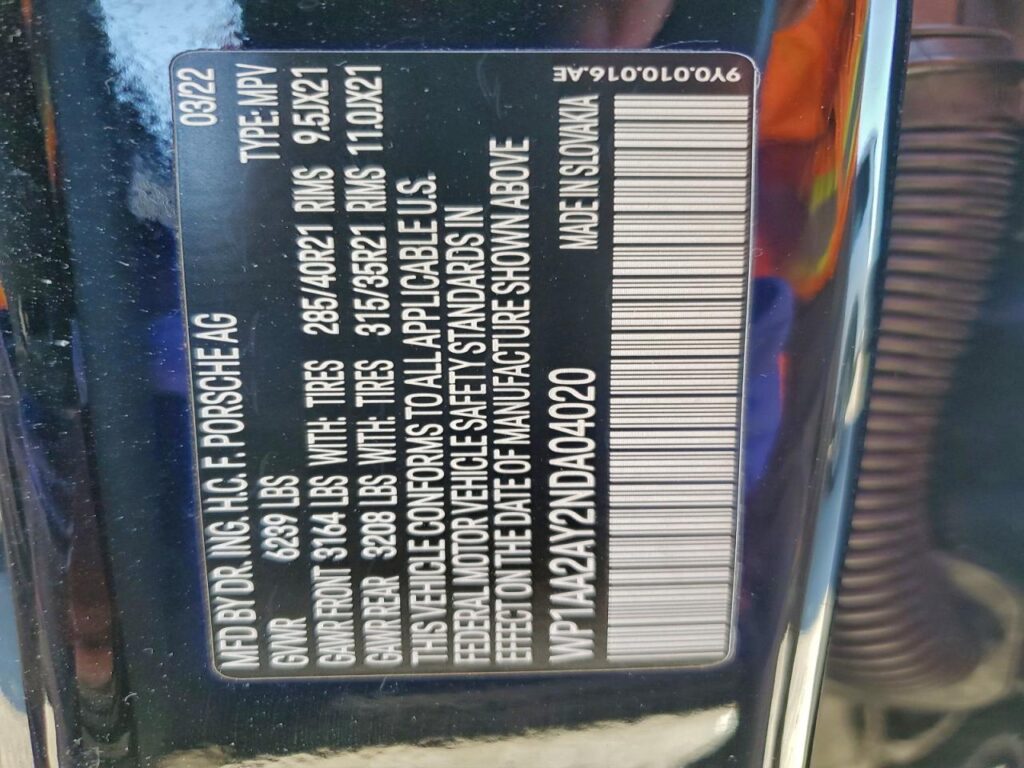 MFD BY DR. ING. H.C. F. PORSCHE AG 03/22
GVWR 6239 LBS TYPE: MPV
GAWR FRONT 3164 LBS WITH: TIRES 285/40R21 RIMS 9.5JX21
GAWR REAR 3208 LBS WITH: TIRES 315/35R21 RIMS 11.0JX21
THIS VEHICLE CONFORMS TO ALL APPLICABLE U.S.
FEDERAL MOTOR VEHICLE SAFETY STANDARDS IN
EFFECT ON THE DATE OF MANUFACTURE SHOWN ABOVE
WP1AA2AY2NDA04020 MADE IN SLOVAKIA
9Y0.010.016.AE